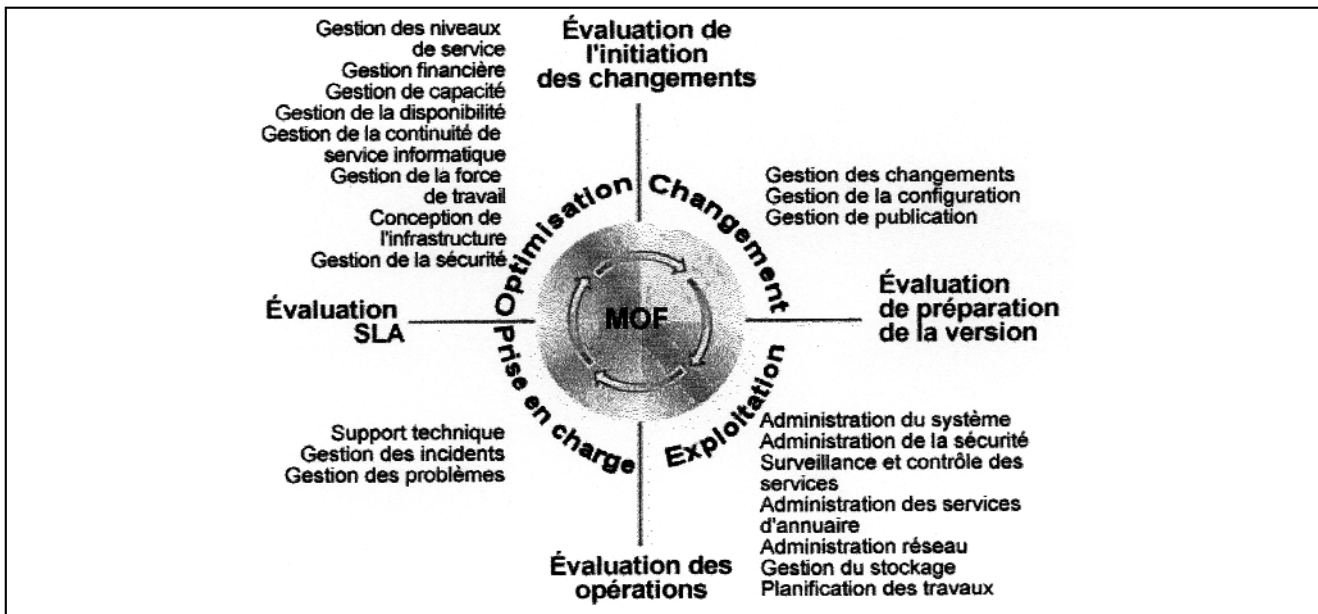 Gestion des niveaux
de service
Gestion financière
Gestion de capacité
Gestion de la disponibilité
Gestion de la continuité de
service informatique
Gestion de la force
de travail
Conception de
l'infrastructure
Gestion de la sécurité
Évaluation de
l'initiation
des changements
Gestion des changements
Gestion de la configuration
Gestion de publication
Optimisation
Changement
Évaluation
SLA
MOF
Évaluation
de préparation
de la version
Prise en charge
Exploitation
Support technique
Gestion des incidents
Gestion des problèmes
Administration du système
Administration de la sécurité
Surveillance et contrôle des
services
Administration des services
d'annuaire
Administration réseau
Gestion du stockage
Planification des travaux
Évaluation des
opérations